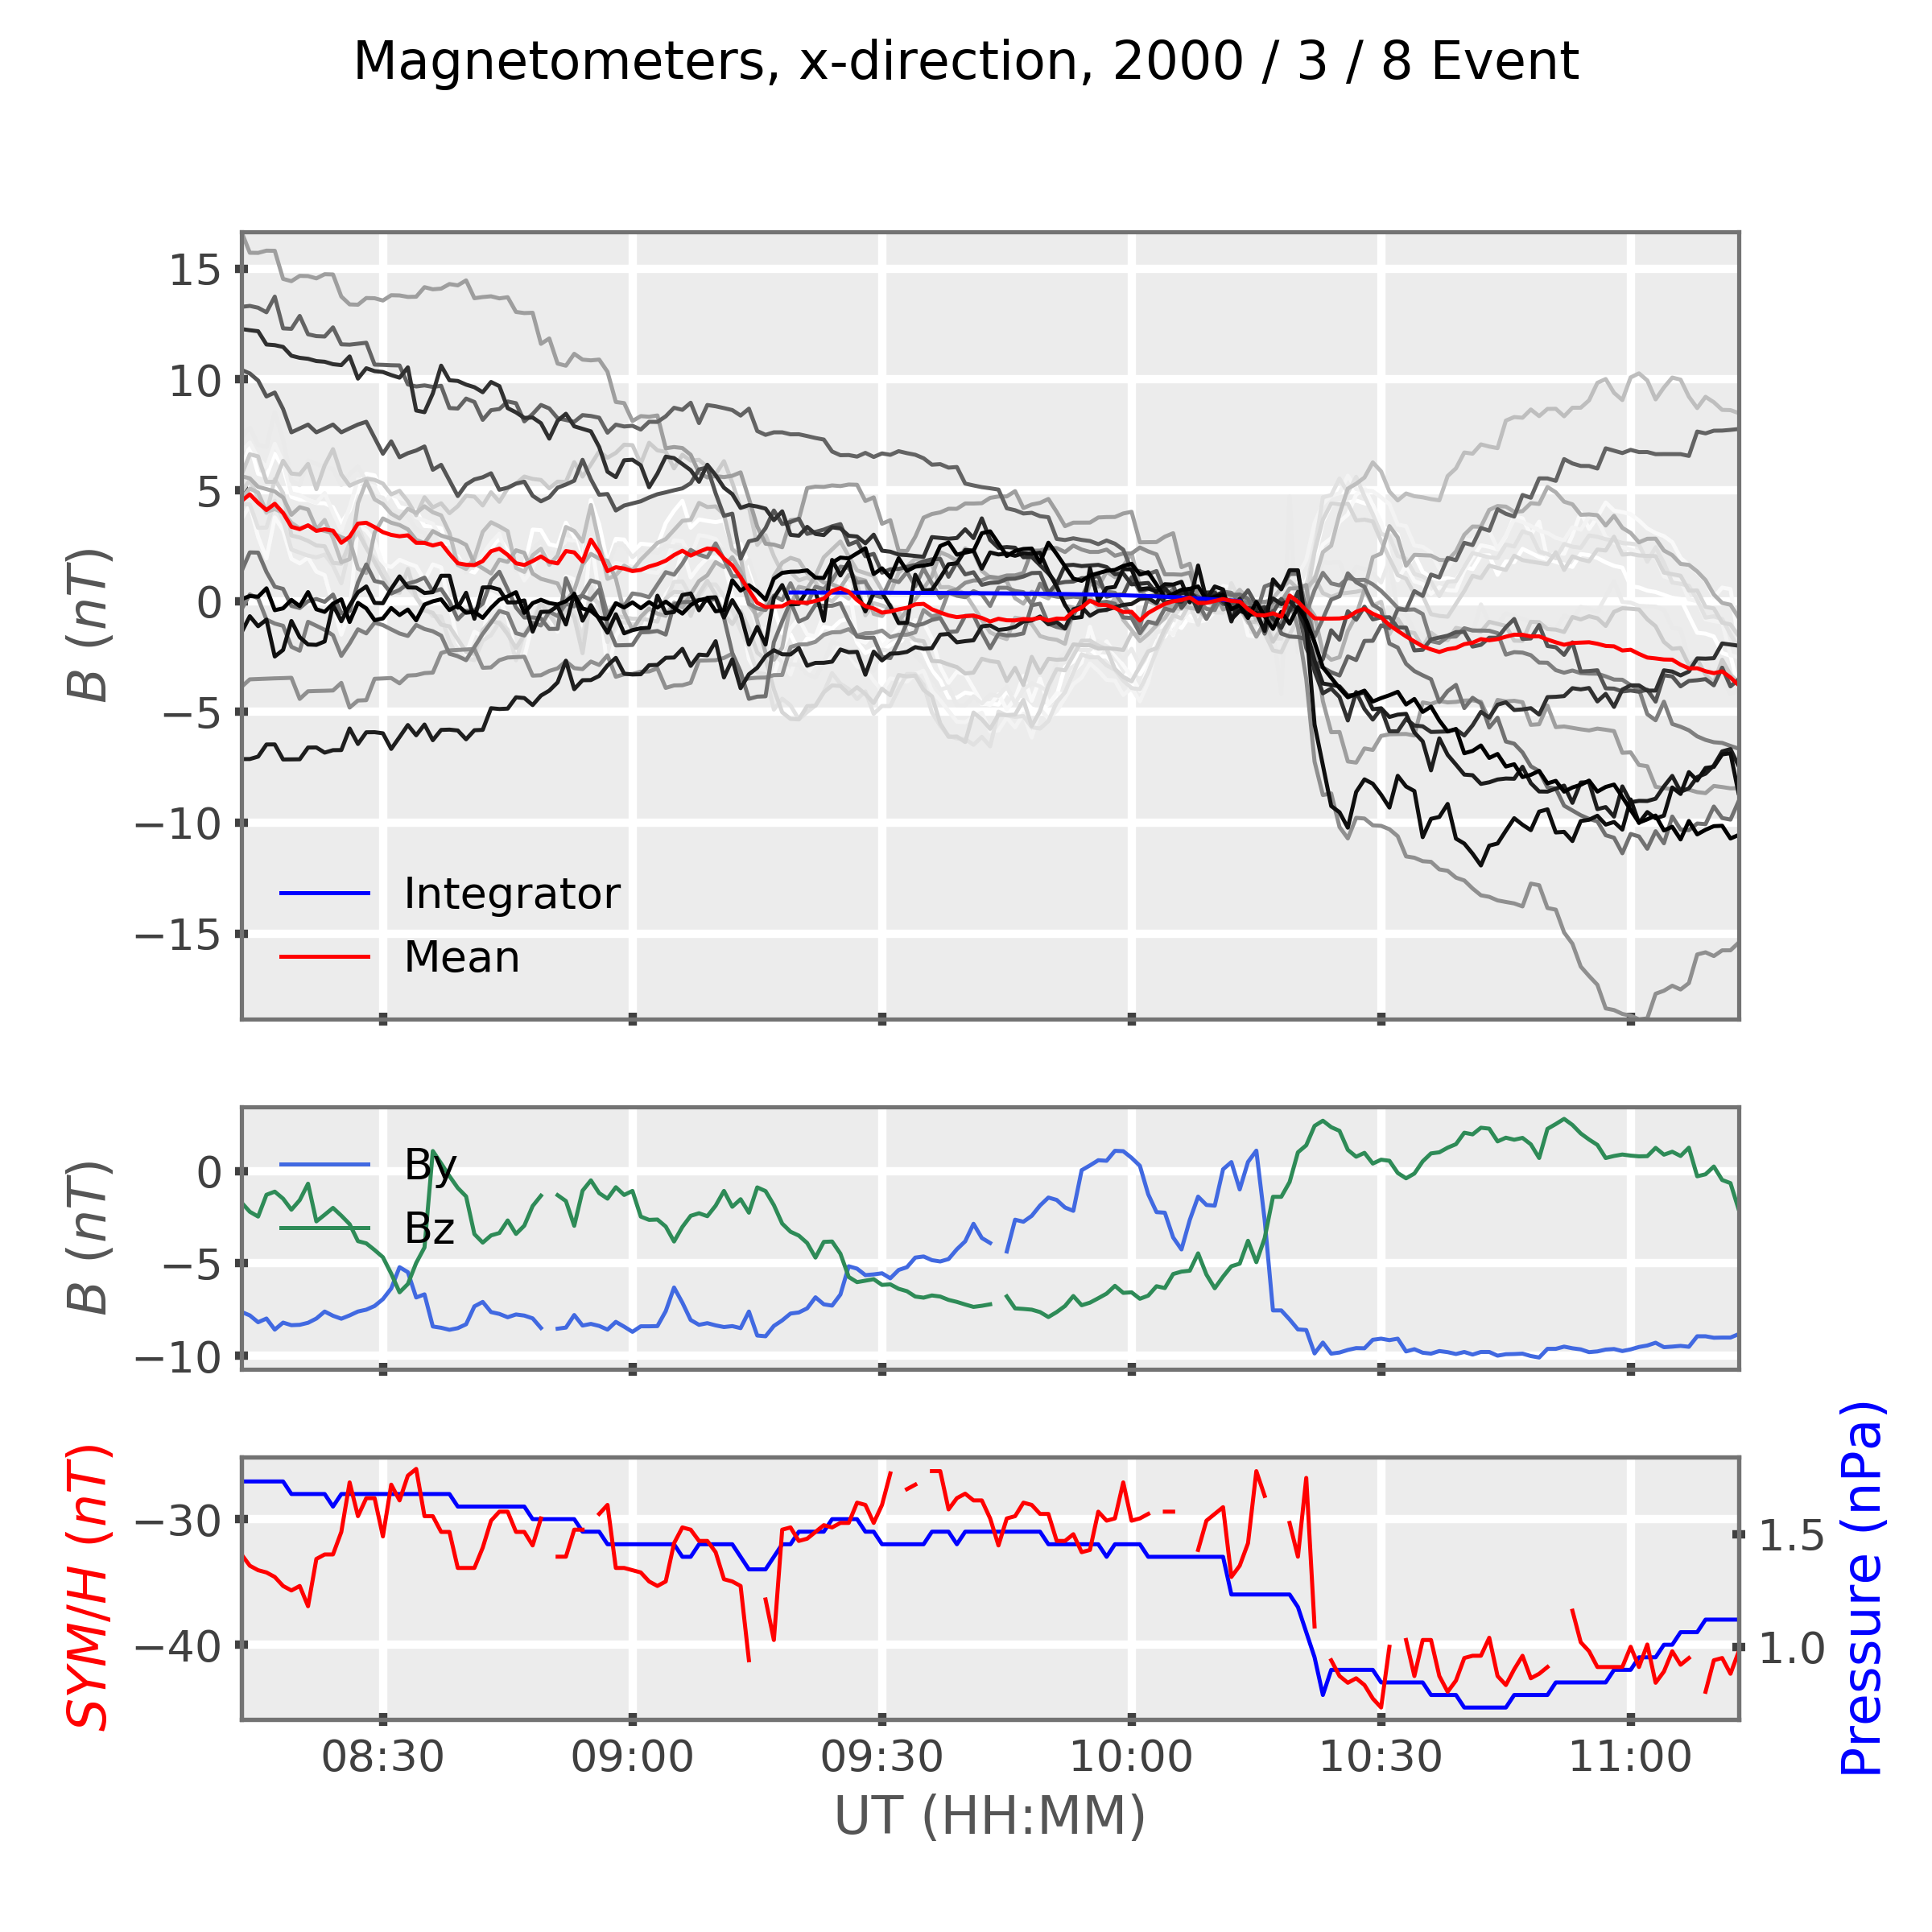 Magnetometers, x-direction, 2000 / 3 / 8 Event
15
10
5
0
−5
−10
−15
B (nT)
Integrator
Mean
0
−5
−10
B (nT)
By
Bz
−30
−40
SYM/H (nT)
1.5
1.0
Pressure (nPa)
08:30 09:00 09:30 10:00 10:30 11:00
UT (HH:MM)